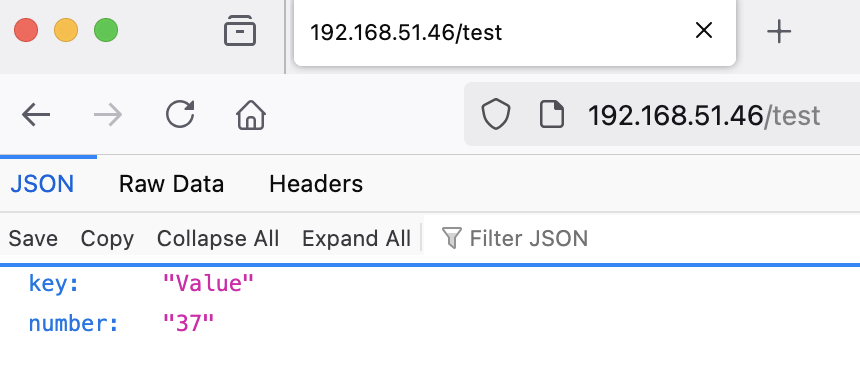 192.168.51.46/test
192.168.51.46/test
JSON Raw Data Headers
Save Copy Collapse All Expand All Filter JSON
key: "Value"
number: "37"